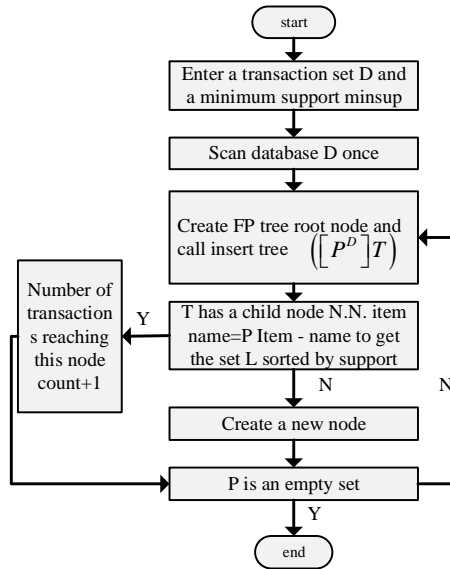 start
Enter a transaction set D and
a minimum support minsup
Scan database D once
Create FP tree root node and
call insert tree ([P^D]T)
Number of
transaction
s reaching
this node
count+1
Y
T has a child node N.N. item
name=P Item - name to get
the set L sorted by support
N
N
Create a new node
P is an empty set
Y
end